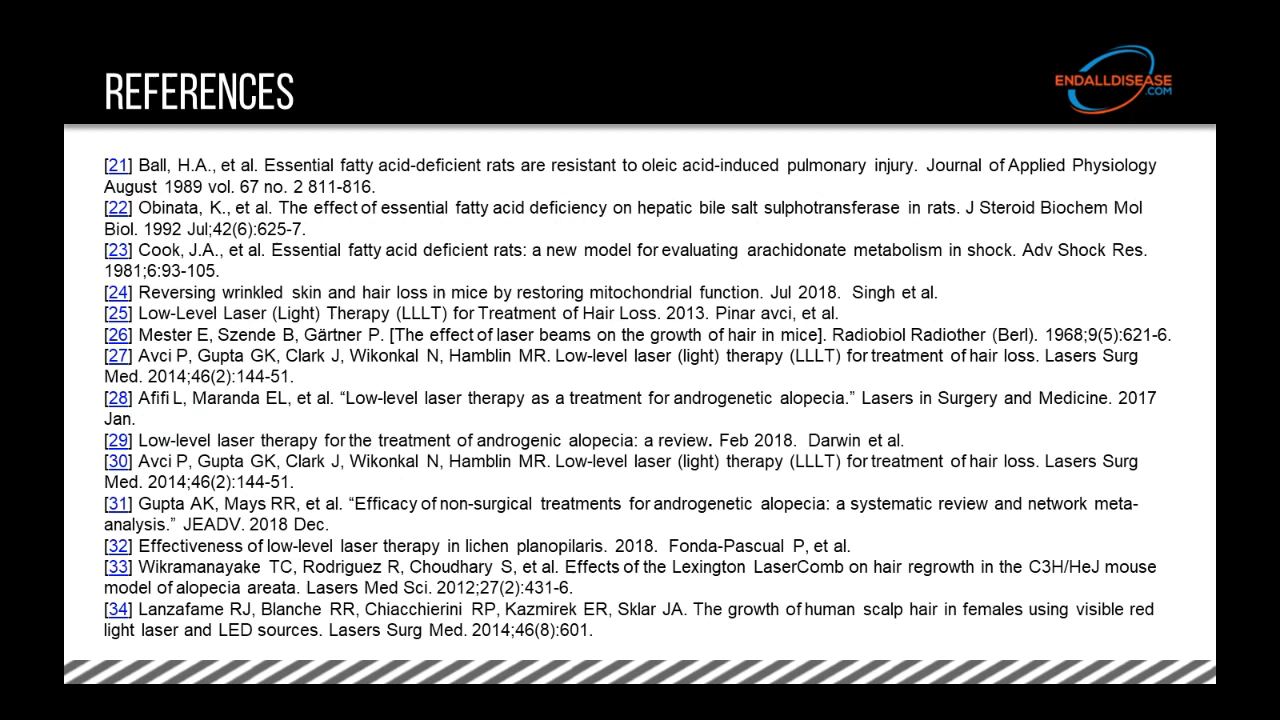 REFERENCES
ENDALLDISEASE
.COM
[21] Ball, H.A., et al. Essential fatty acid-deficient rats are resistant to oleic acid-induced pulmonary injury. Journal of Applied Physiology
August 1989 vol. 67 no. 2 811-816.
[22] Obinata, K., et al. The effect of essential fatty acid deficiency on hepatic bile salt sulphotransferase in rats. J Steroid Biochem Mol
Biol. 1992 Jul;42(6):625-7.
[23] Cook, J.A., et al. Essential fatty acid deficient rats: a new model for evaluating arachidonate metabolism in shock. Adv Shock Res.
1981;6:93-105.
[24] Reversing wrinkled skin and hair loss in mice by restoring mitochondrial function. Jul 2018. Singh et al.
[25] Low-Level Laser (Light) Therapy (LLLT) for Treatment of Hair Loss. 2013. Pinar avci, et al.
[26] Mester E, Szende B, Gärtner P. [The effect of laser beams on the growth of hair in mice]. Radiobiol Radiother (Berl). 1968;9(5):621-6.
[27] Avci P, Gupta GK, Clark J, Wikonkal N, Hamblin MR. Low-level laser (light) therapy (LLLT) for treatment of hair loss. Lasers Surg
Med. 2014;46(2):144-51.
[28] Afifi L, Maranda EL, et al. “Low-level laser therapy as a treatment for androgenetic alopecia.” Lasers in Surgery and Medicine. 2017
Jan.
[29] Low-level laser therapy for the treatment of androgenic alopecia: a review. Feb 2018. Darwin et al.
[30] Avci P, Gupta GK, Clark J, Wikonkal N, Hamblin MR. Low-level laser (light) therapy (LLLT) for treatment of hair loss. Lasers Surg
Med. 2014;46(2):144-51.
[31] Gupta AK, Mays RR, et al. “Efficacy of non-surgical treatments for androgenetic alopecia: a systematic review and network meta-
analysis.” JEADV. 2018 Dec.
[32] Effectiveness of low-level laser therapy in lichen planopilaris. 2018. Fonda-Pascual P, et al.
[33] Wikramanayake TC, Rodriguez R, Choudhary S, et al. Effects of the Lexington LaserComb on hair regrowth in the C3H/HeJ mouse
model of alopecia areata. Lasers Med Sci. 2012;27(2):431-6.
[34] Lanzafame RJ, Blanche RR, Chiacchierini RP, Kazmirek ER, Sklar JA. The growth of human scalp hair in females using visible red
light laser and LED sources. Lasers Surg Med. 2014;46(8):601.